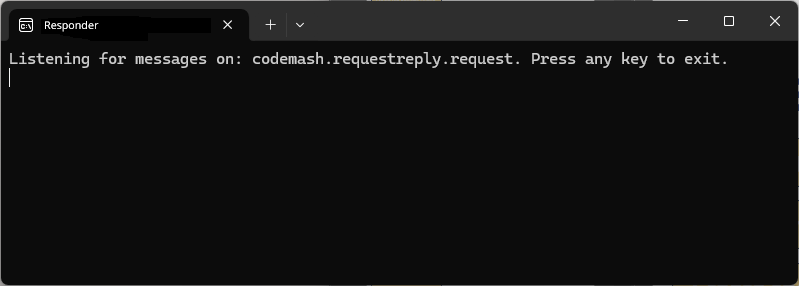 Responder
Listening for messages on: codemash.requestreply.request. Press any key to exit.